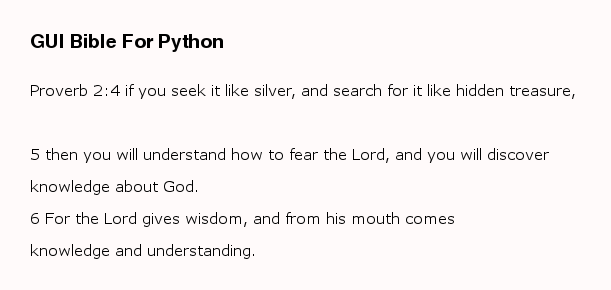 GUI Bible For Python
Proverb 2:4 if you seek it like silver, and search for it like hidden treasure,
5 then you will understand how to fear the Lord, and you will discover
knowledge about God.
6 For the Lord gives wisdom, and from his mouth comes
knowledge and understanding.